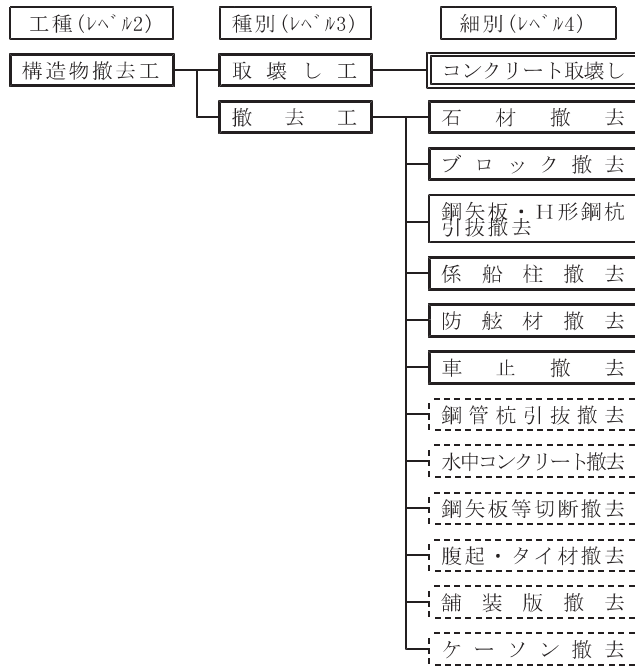 工種(ﾚﾍﾞﾙ2) 種別(ﾚﾍﾞﾙ3) 細別(ﾚﾍﾞﾙ4)
構造物撤去工 取壊し工 コンクリート取壊し
撤去工 石材撤去
ブロック撤去
鋼矢板・Ｈ形鋼杭
引抜撤去
係船柱撤去
防舷材撤去
車止撤去
鋼管杭引抜撤去
水中コンクリート撤去
鋼矢板等切断撤去
腹起・タイ材撤去
舗装版撤去
ケーソン撤去